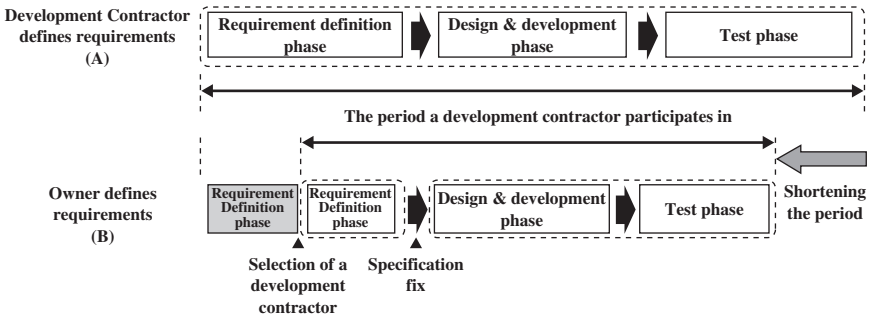 Development Contractor
defines requirements
(A)
Requirement definition
phase
Design & development
phase
Test phase
The period a development contractor participates in
Owner defines
requirements
(B)
Requirement
Definition
phase
Requirement
Definition
phase
Design & development
phase
Test phase
Shortening
the period
Selection of a
development
contractor
Specification
fix